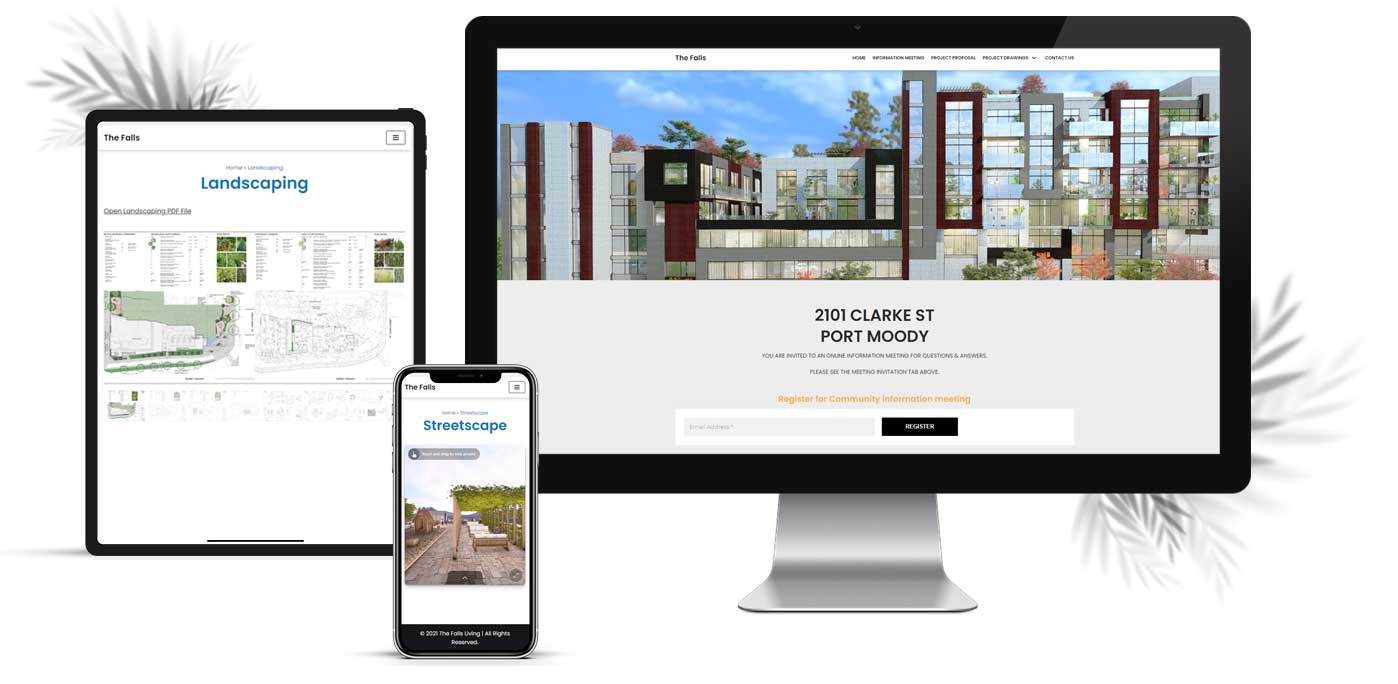 The Falls
Home » Landscaping
Landscaping
Open Landscaping PDF File
The Falls
Home » Streetscape
Streetscape
Touch and drag to look around
© 2021 The Falls Living | All Rights
Reserved.
The Falls
HOME INFORMATION MEETING PROJECT PROPOSAL PROJECT DRAWINGS CONTACT US
2101 CLARKE ST
PORT MOODY
YOU ARE INVITED TO AN ONLINE INFORMATION MEETING FOR QUESTIONS & ANSWERS.
PLEASE SEE THE MEETING INVITATION TAB ABOVE.
Register for Community information meeting
Email Address *
REGISTER